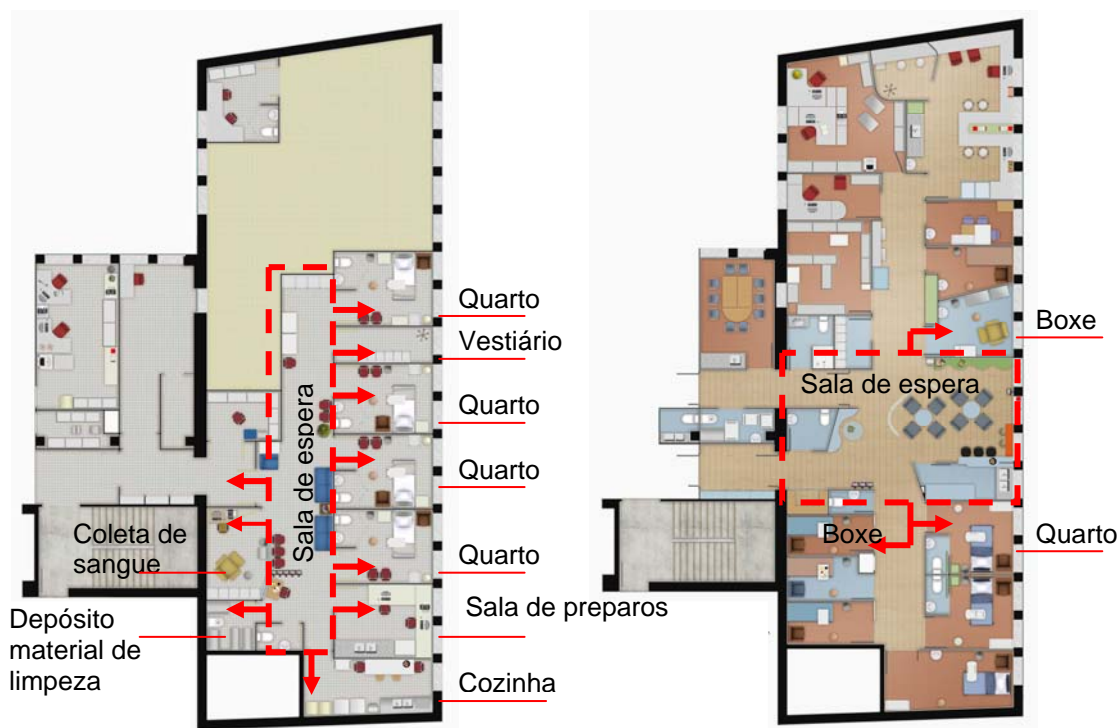 Quarto
Vestiário
Quarto
Quarto
Quarto
Sala de preparos
Cozinha
Sala de espera
Coleta de
sangue
Depósito
material de
limpeza
Boxe
Sala de espera
Boxe
Quarto